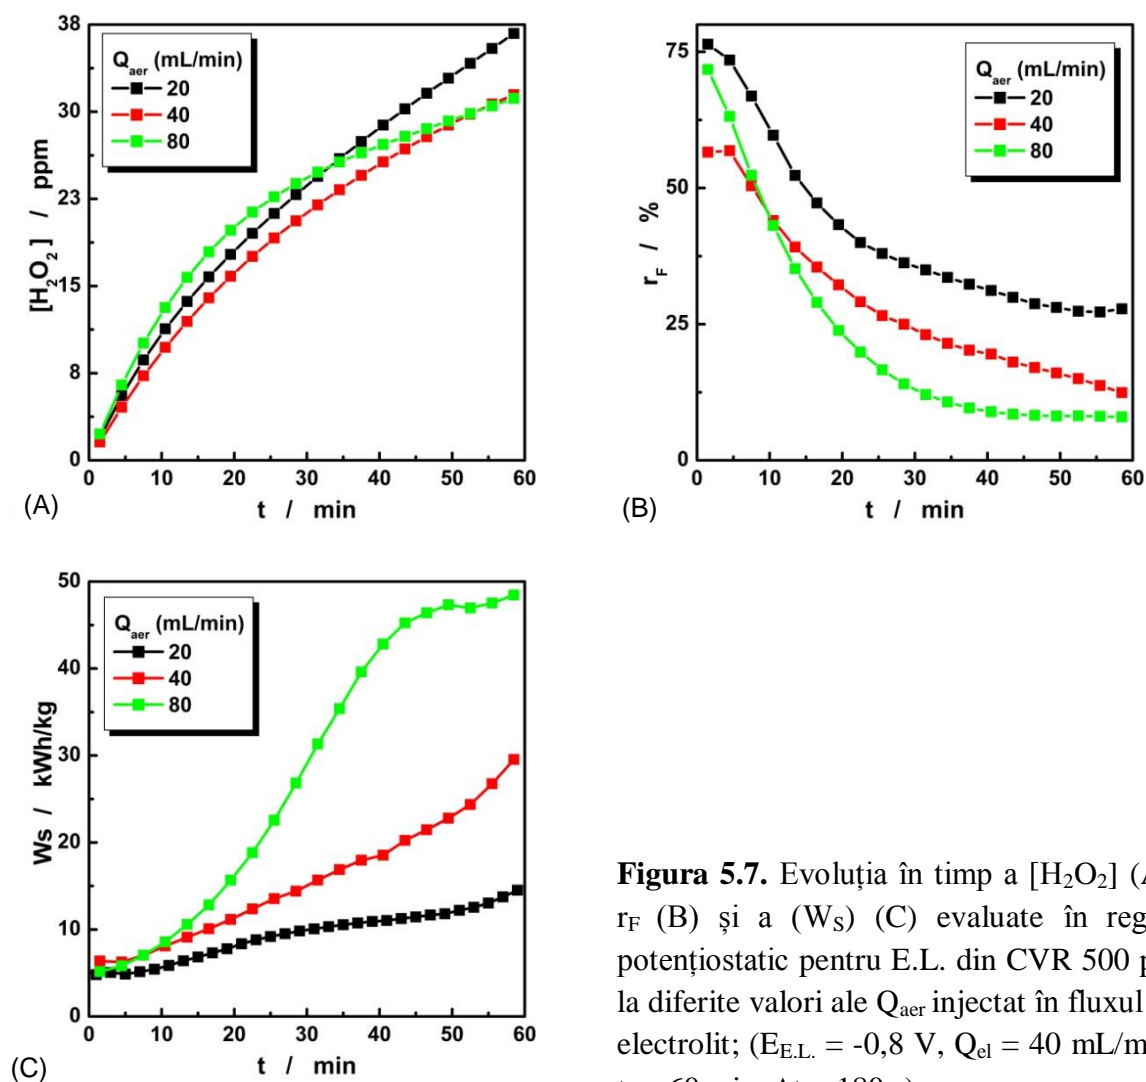 38
30
23
15
8
0
[H₂O₂] / ppm
Q_aer (mL/min)
20
40
80
0 10 20 30 40 50 60
t / min
(A)
75
50
25
0
r_F / %
Q_aer (mL/min)
20
40
80
0 10 20 30 40 50 60
t / min
(B)
50
40
30
20
10
0
Ws / kWh/kg
Q_aer (mL/min)
20
40
80
0 10 20 30 40 50 60
t / min
(C)
Figura 5.7. Evoluția în timp a [H₂O₂] (A
r_F (B) și a (W_S) (C) evaluate în reg
potențiostatic pentru E.L. din CVR 500 p
la diferite valori ale Q_aer injectat în fluxul
electrolit; (E_E.L. = -0,8 V, Q_el = 40 mL/m